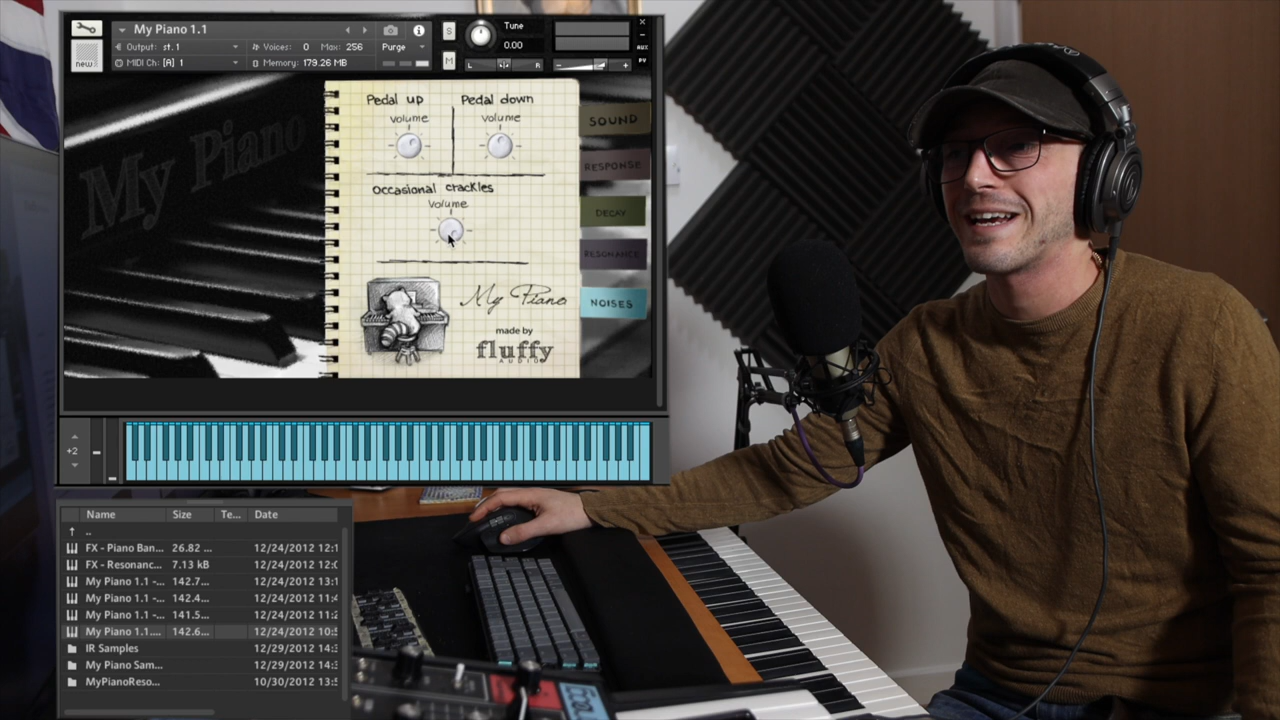 My Piano 1.1
Output: st.1
Voices: 0 Max: 256
Purge
MIDI Ch: [A] 1
Memory: 179.26 MB
new
S
M
Tune
0.00
L
R
AUX
PV
My Piano
Pedal up
Pedal down
volume
volume
Occasional crackles
volume
My Piano
made by
fluffy
AUDIO
SOUND
RESPONSE
DECAY
RESONANCE
NOISES
+2
Name Size Te... Date
..
FX - Piano Ban... 26.82 ... 12/24/2012 12:1
FX - Resonanc... 7.13 kB 12/24/2012 12:0
My Piano 1.1 -... 142.7... 12/24/2012 13:1
My Piano 1.1 -... 142.4... 12/24/2012 11:4
My Piano 1.1 -... 141.5... 12/24/2012 11:2
My Piano 1.1.... 142.6... 12/24/2012 10:5
IR Samples 12/29/2012 14:3
My Piano Sam... 12/29/2012 14:3
MyPianoReso... 10/30/2012 13:5